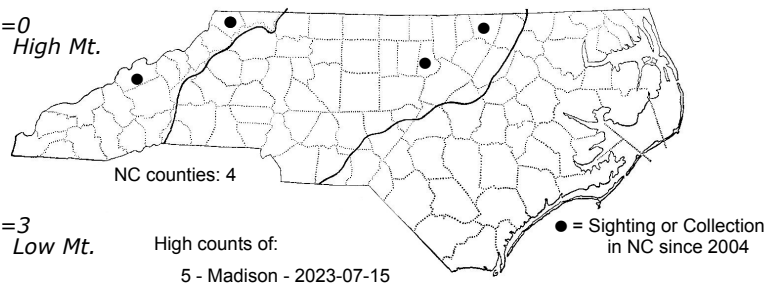 =0
High Mt.
NC counties: 4
=3
Low Mt.
High counts of:
5 - Madison - 2023-07-15
= Sighting or Collection
in NC since 2004